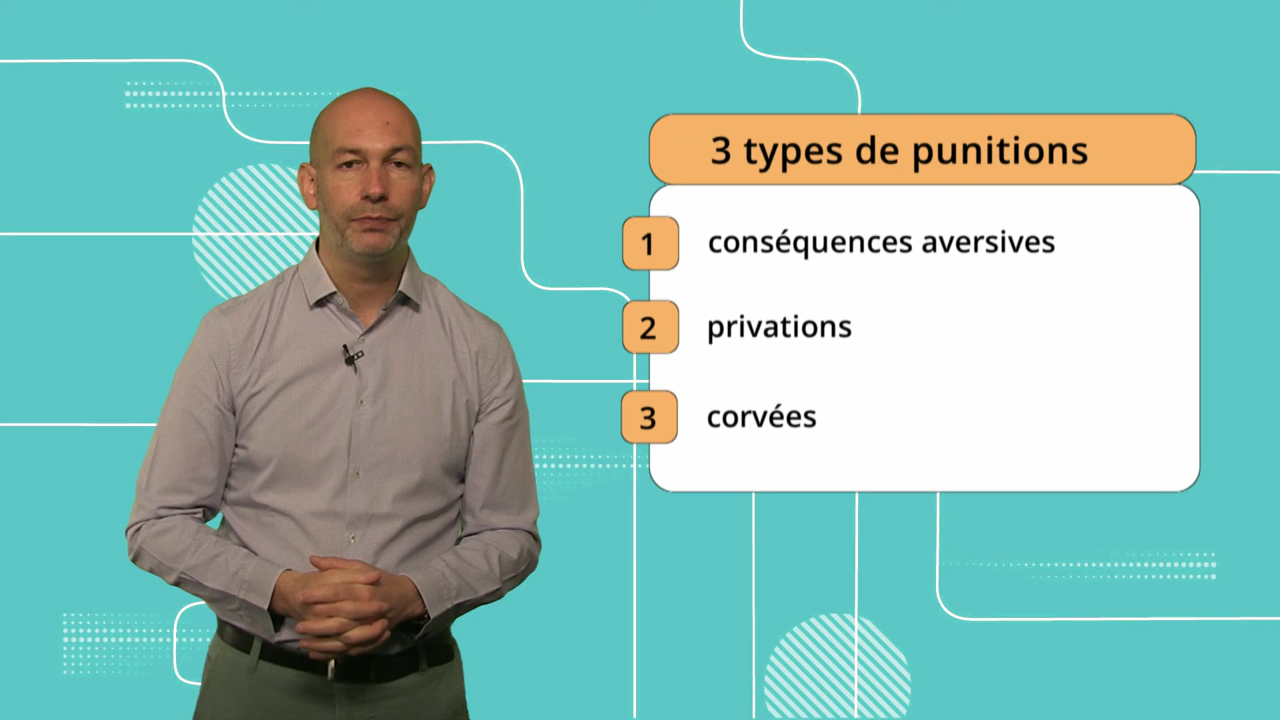 3 types de punitions
1 conséquences aversives
2 privations
3 corvées